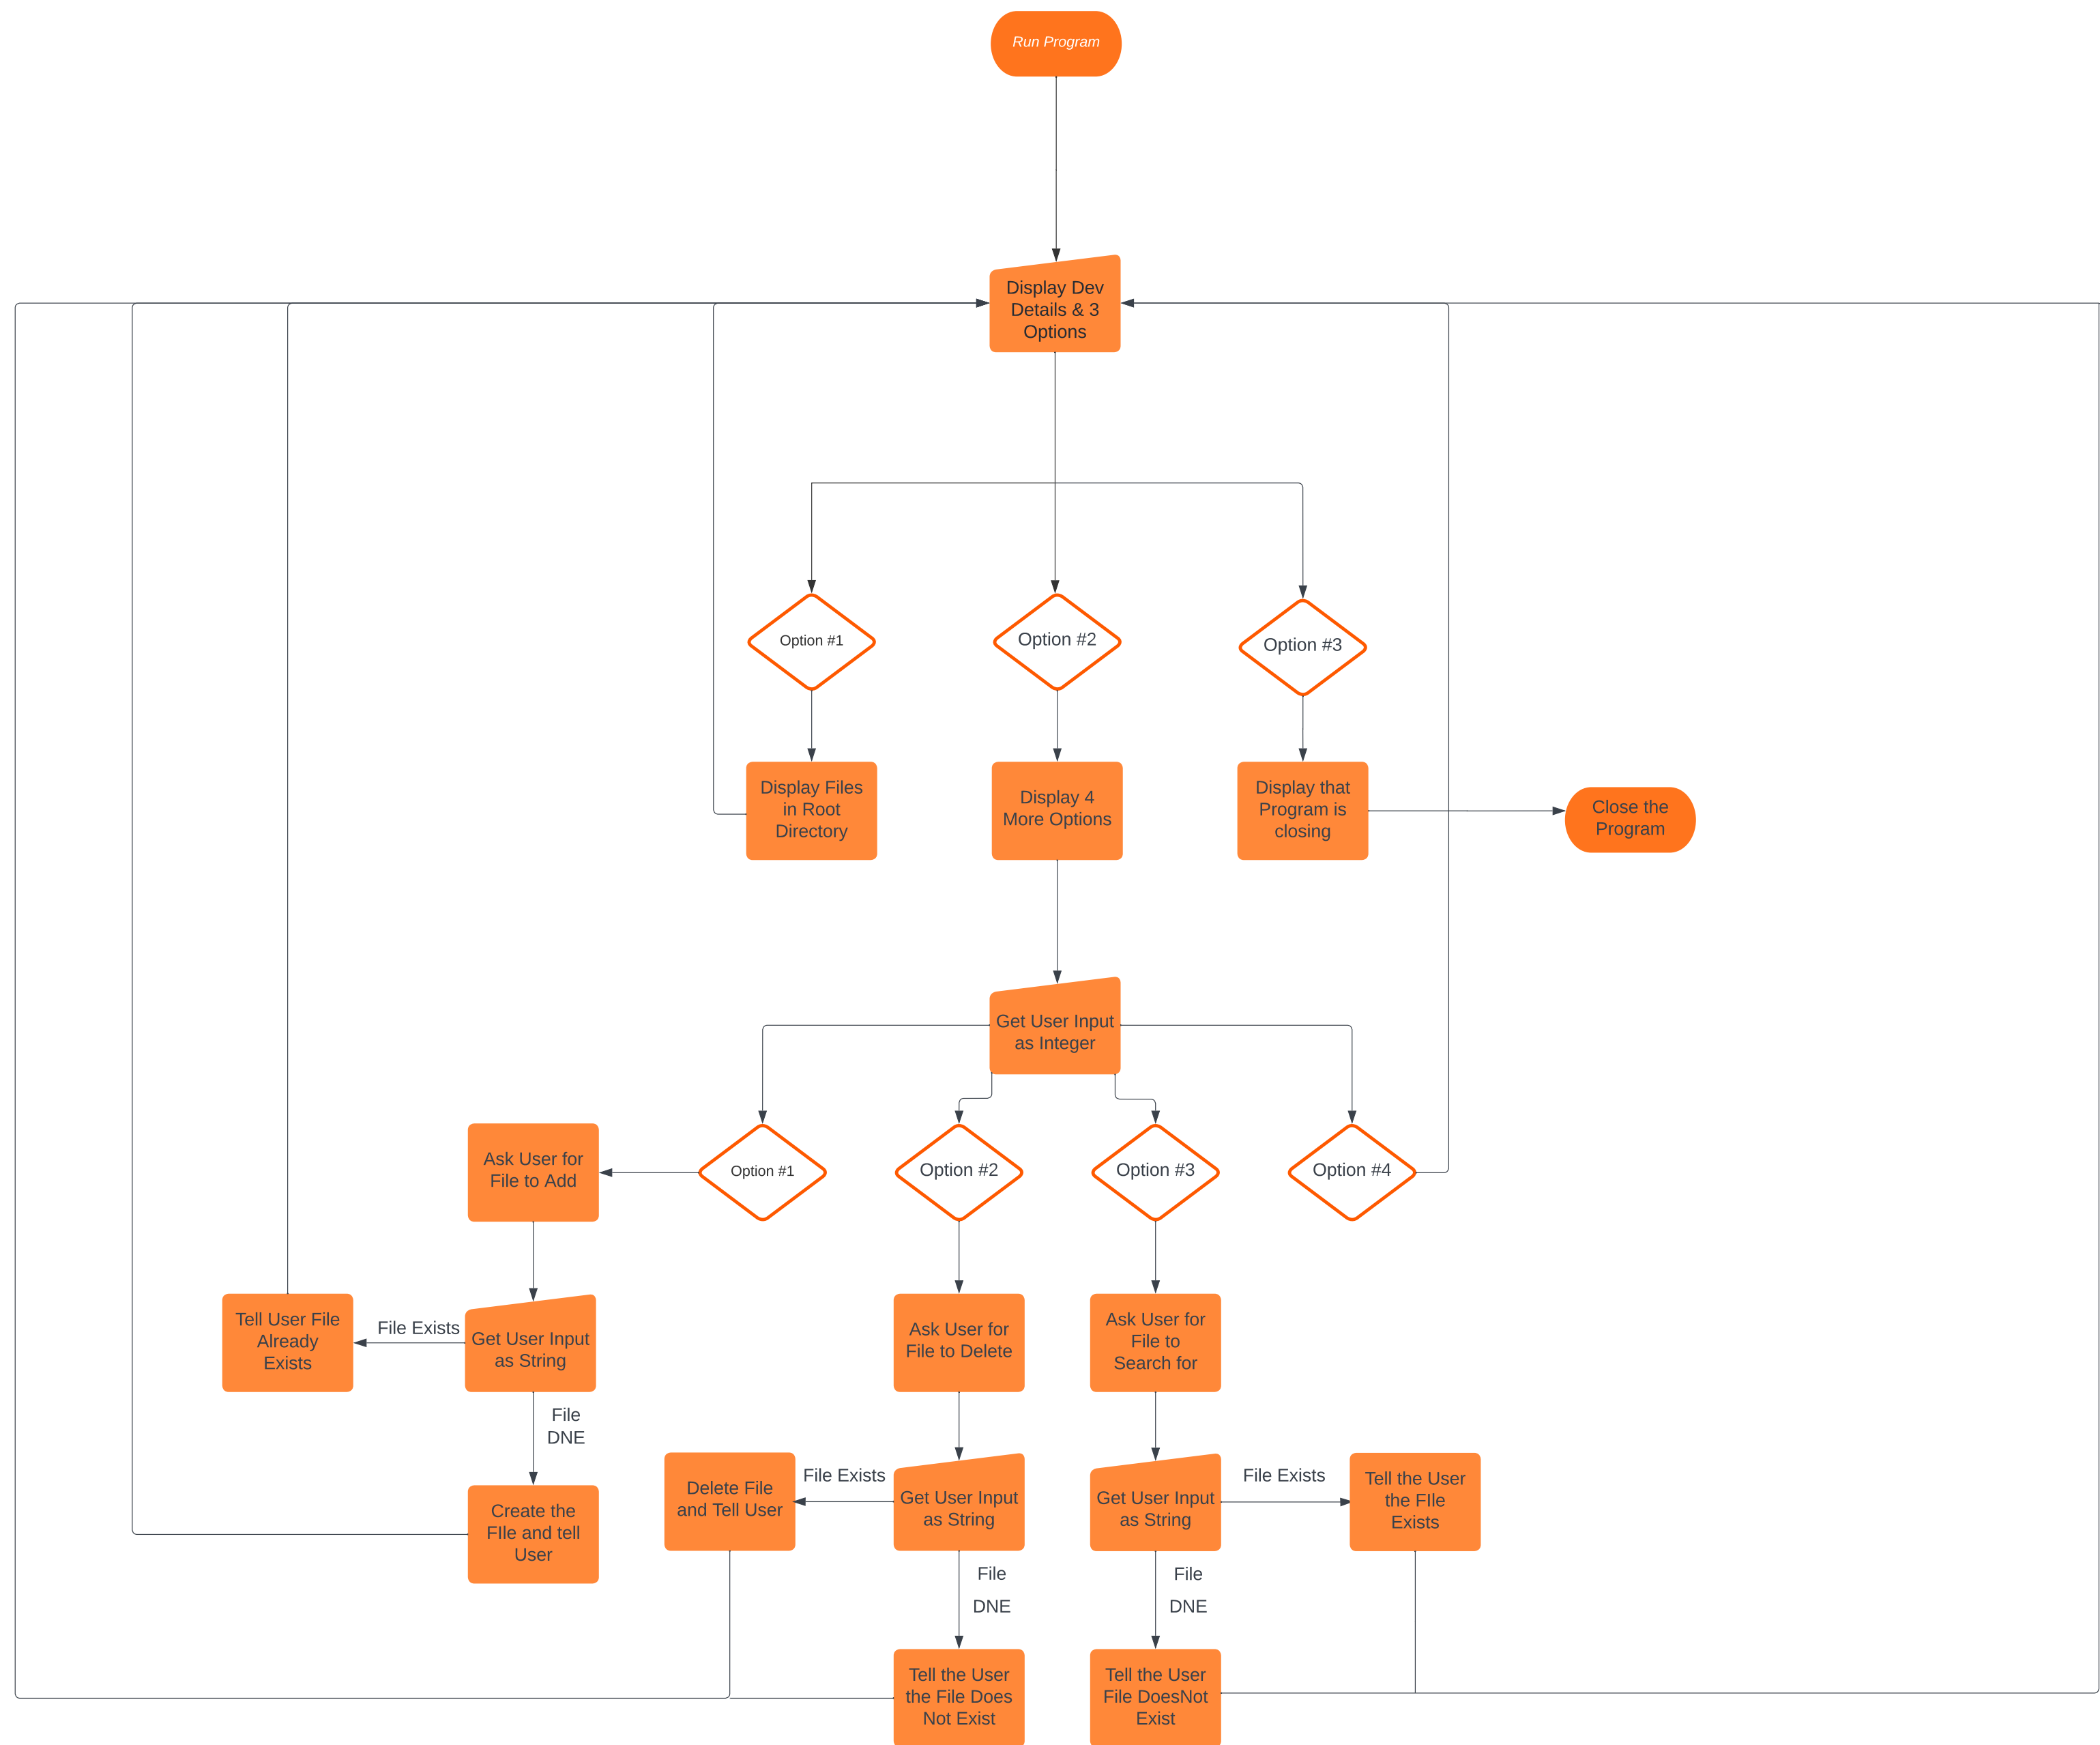 Run Program
Display Dev
Details & 3
Options
Option #1
Option #2
Option #3
Display Files
in Root
Directory
Display 4
More Options
Display that
Program is
closing
Close the
Program
Get User Input
as Integer
Ask User for
File to Add
Option #1
Option #2
Option #3
Option #4
Tell User File
Already
Exists
File Exists
Get User Input
as String
Ask User for
File to Delete
Ask User for
File to
Search for
File
DNE
Delete File
and Tell User
File Exists
Get User Input
as String
Get User Input
as String
File Exists
Tell the User
the FIle
Exists
Create the
FIle and tell
User
File
DNE
File
DNE
Tell the User
the File Does
Not Exist
Tell the User
File DoesNot
Exist